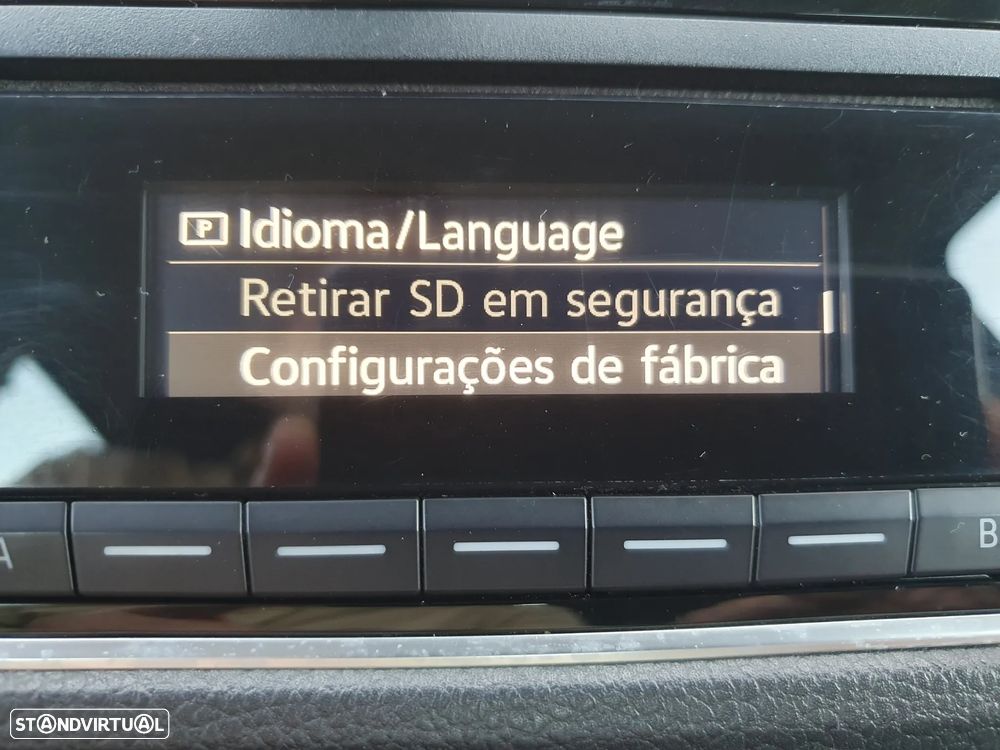 P Idioma/Language
Retirar SD em segurança
Configurações de fábrica
A
B
STANDVIRTUAL